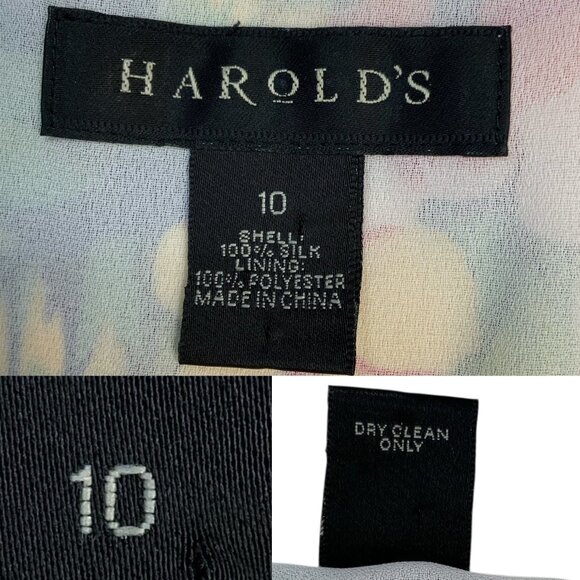 HAROLD'S
10
SHELL:
100% SILK
LINING:
100% POLYESTER
MADE IN CHINA
10
DRY CLEAN
ONLY